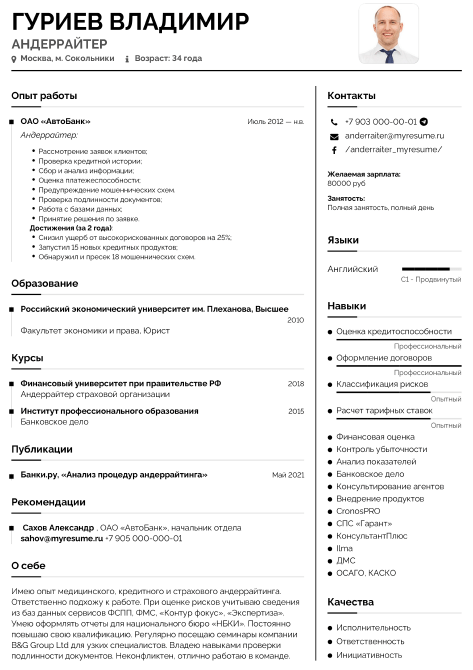 ГУРИЕВ ВЛАДИМИР
АНДЕРРАЙТЕР
Москва, м. Сокольники Возраст: 34 года
Опыт работы
ОАО «АвтоБанк» Июль 2012 — н.в.
Андеррайтер:
Рассмотрение заявок клиентов;
Проверка кредитной истории;
Сбор и анализ информации;
Оценка платежеспособности;
Предупреждение мошеннических схем.
Проверка подлинности документов;
Работа с базами данных;
Принятие решения по заявке.
Достижения (за 2 года):
Снизил ущерб от высокорискованных договоров на 25%;
Запустил 15 новых кредитных продуктов;
Обнаружил и пресек 18 мошеннических схем.
Образование
Российский экономический университет им. Плеханова, Высшее
2010
Факультет экономики и права, Юрист
Курсы
Финансовый университет при правительстве РФ 2018
Андеррайтер страховой организации
Институт профессионального образования 2015
Банковское дело
Публикации
Банки.ру, «Анализ процедур андеррайтинга» Май 2021
Рекомендации
Сахов Александр , ОАО «АвтоБанк», начальник отдела
sahov@myresume.ru +7 905 000-000-01
О себе
Имею опыт медицинского, кредитного и страхового андеррайтинга.
Ответственно подхожу к работе. При оценке рисков учитываю сведения
из баз данных сервисов ФСПП, ФМС, «Контур фокус», «Экспертиза».
Умею оформлять отчеты для национального бюро «НБКИ». Постоянно
повышаю свою квалификацию. Регулярно посещаю семинары компании
B&G Group Ltd для узких специалистов. Владею навыками проверки
подлинности документов. Неконфликтен, отлично работаю в команде.
Контакты
+7 903 000-000-01
anderraiter@myresume.ru
/anderraiter_myresume/
Желаемая зарплата:
80000 руб
Занятость:
Полная занятость, полный день
Языки
Английский
C1 - Продвинутый
Навыки
Оценка кредитоспособности
Профессиональный
Оформление договоров
Профессиональный
Классификация рисков
Опытный
Расчет тарифных ставок
Опытный
Финансовая оценка
Контроль убыточности
Анализ показателей
Банковское дело
Консультирование агентов
Внедрение продуктов
CronosPRO
СПС «Гарант»
КонсультантПлюс
Ilma
ДМС
ОСАГО, КАСКО
Качества
Исполнительность
Ответственность
Инициативность